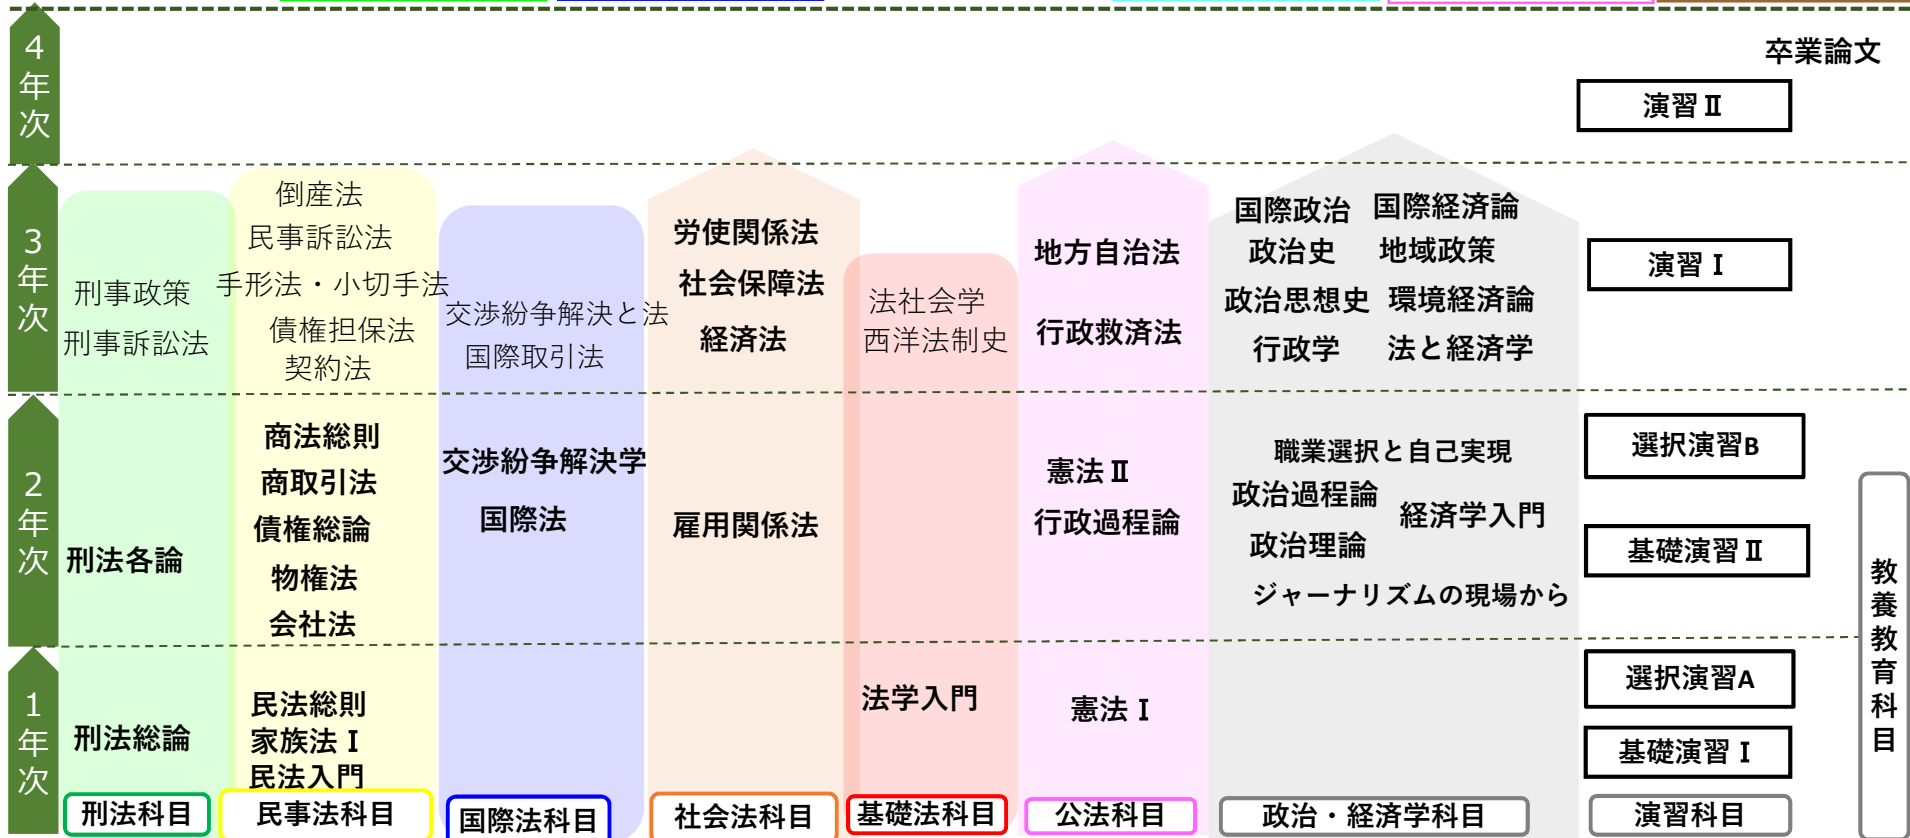 4年次
卒業論文
演習Ⅱ
3年次
刑事政策
刑事訴訟法
倒産法
民事訴訟法
手形法・小切手法
債権担保法
契約法
交渉紛争解決と法
国際取引法
労使関係法
社会保障法
経済法
法社会学
西洋法制史
地方自治法
行政救済法
国際政治
国際経済論
政治史
地域政策
政治思想史
環境経済論
行政学
法と経済学
演習Ⅰ
2年次
刑法各論
商法総則
商取引法
債権総論
物権法
会社法
交渉紛争解決学
国際法
雇用関係法
憲法Ⅱ
行政過程論
職業選択と自己実現
政治過程論
経済学入門
政治理論
ジャーナリズムの現場から
選択演習B
基礎演習Ⅱ
教養教育科目
1年次
刑法総論
民法総則
家族法Ⅰ
民法入門
法学入門
憲法Ⅰ
選択演習A
基礎演習Ⅰ
刑法科目
民事法科目
国際法科目
社会法科目
基礎法科目
公法科目
政治・経済学科目
演習科目